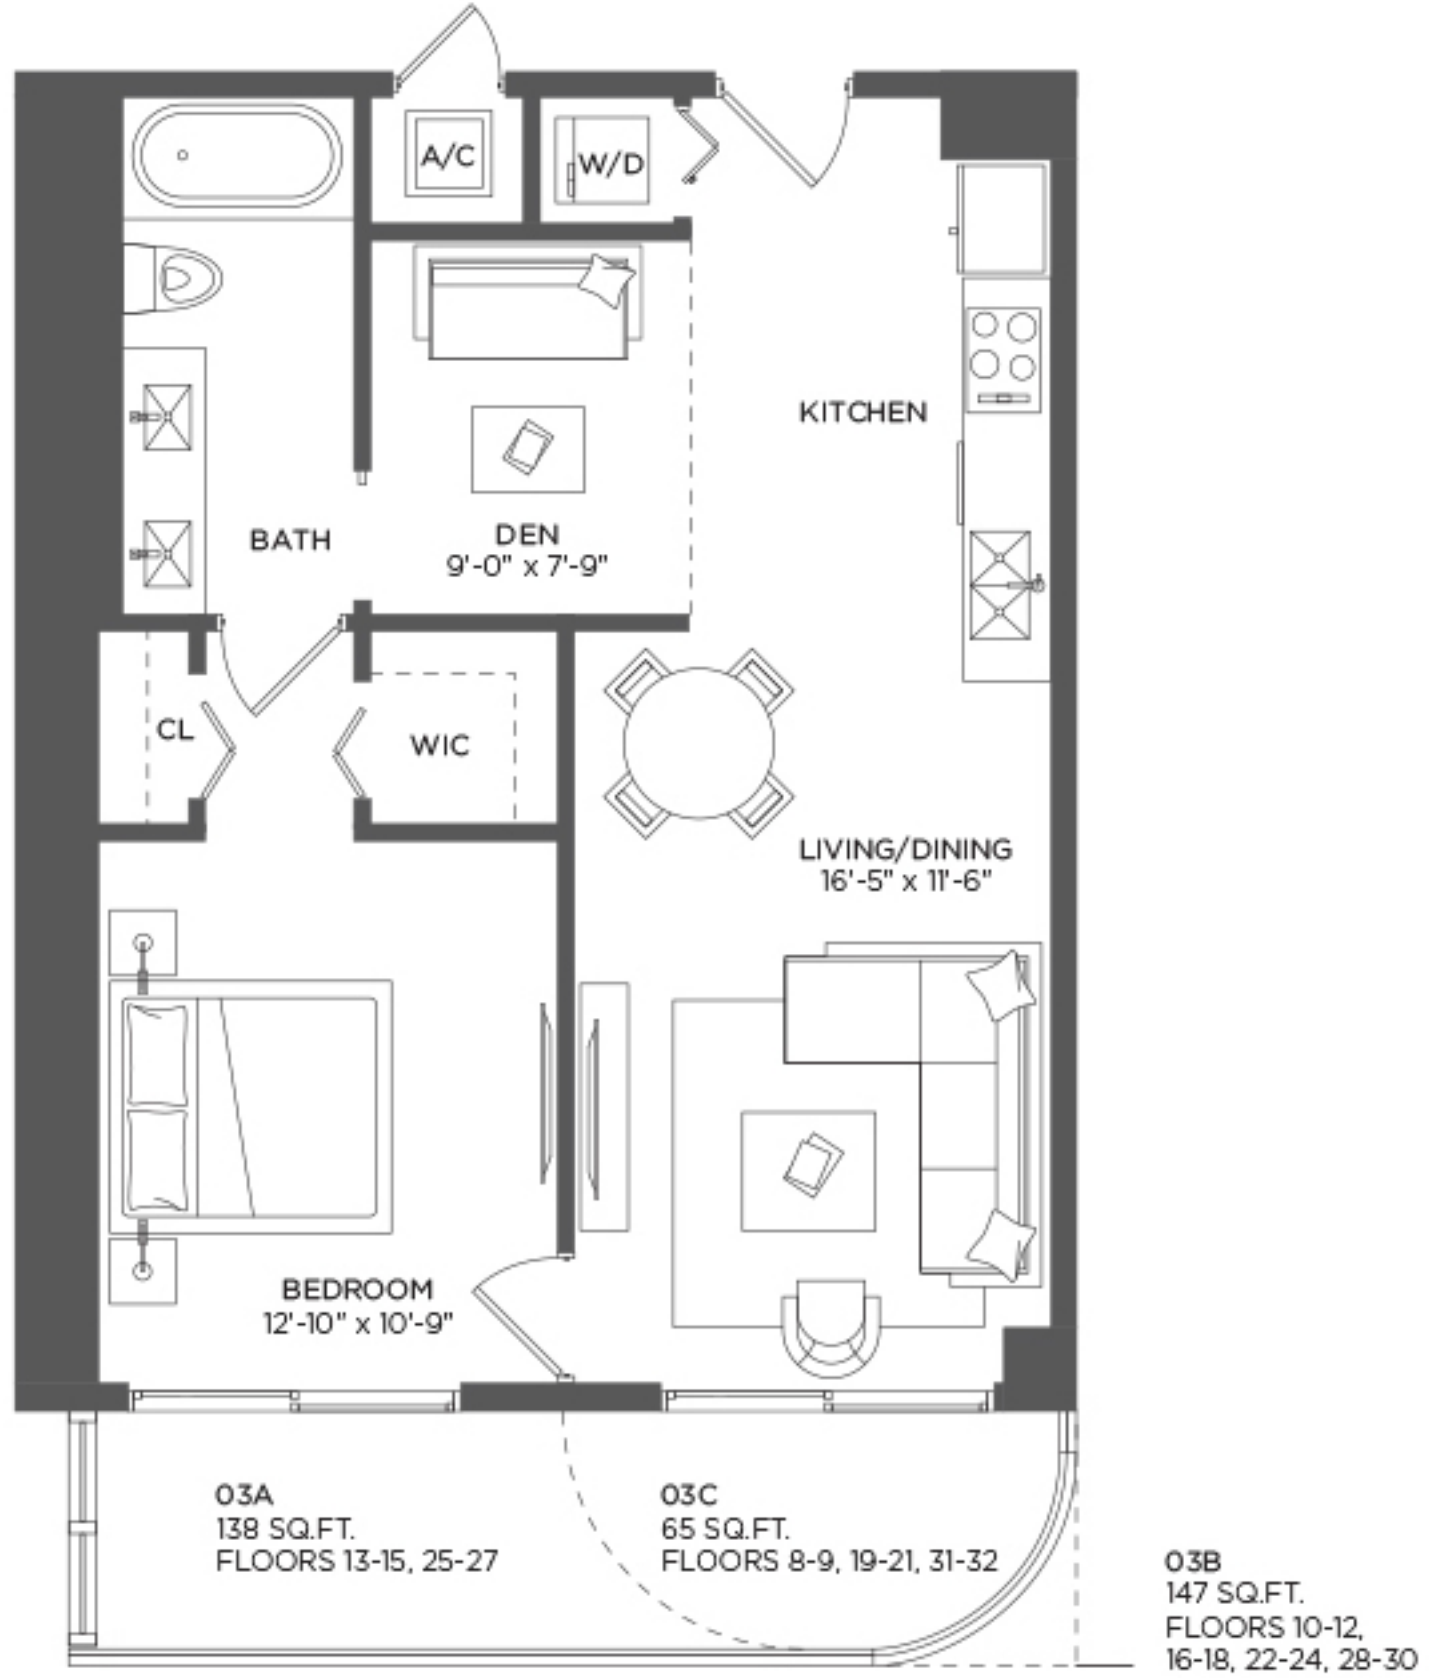 A/C
W/D
KITCHEN
DEN
9'-0" x 7'-9"
BATH
CL
WIC
LIVING/DINING
16'-5" x 11'-6"
BEDROOM
12'-10" x 10'-9"
03A
138 SQ.FT.
FLOORS 13-15, 25-27
03C
65 SQ.FT.
FLOORS 8-9, 19-21, 31-32
03B
147 SQ.FT.
FLOORS 10-12,
16-18, 22-24, 28-30